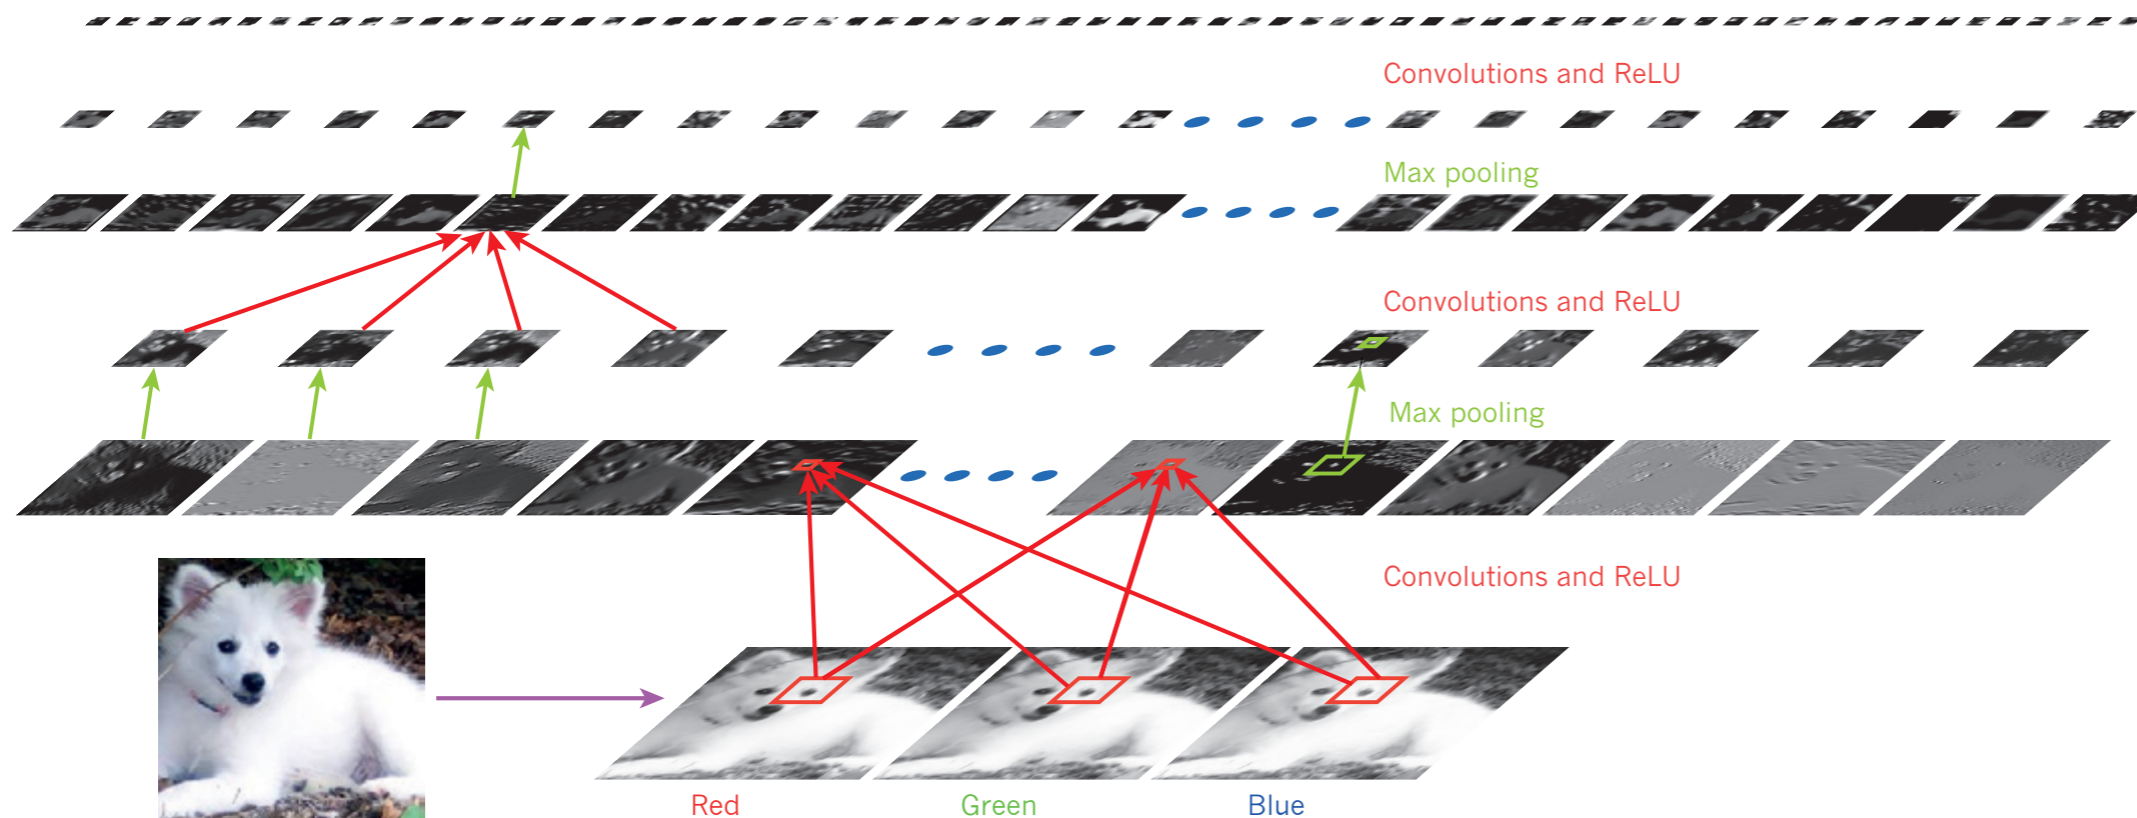 Convolutions and ReLU
Max pooling
Convolutions and ReLU
Max pooling
Convolutions and ReLU
Red
Green
Blue